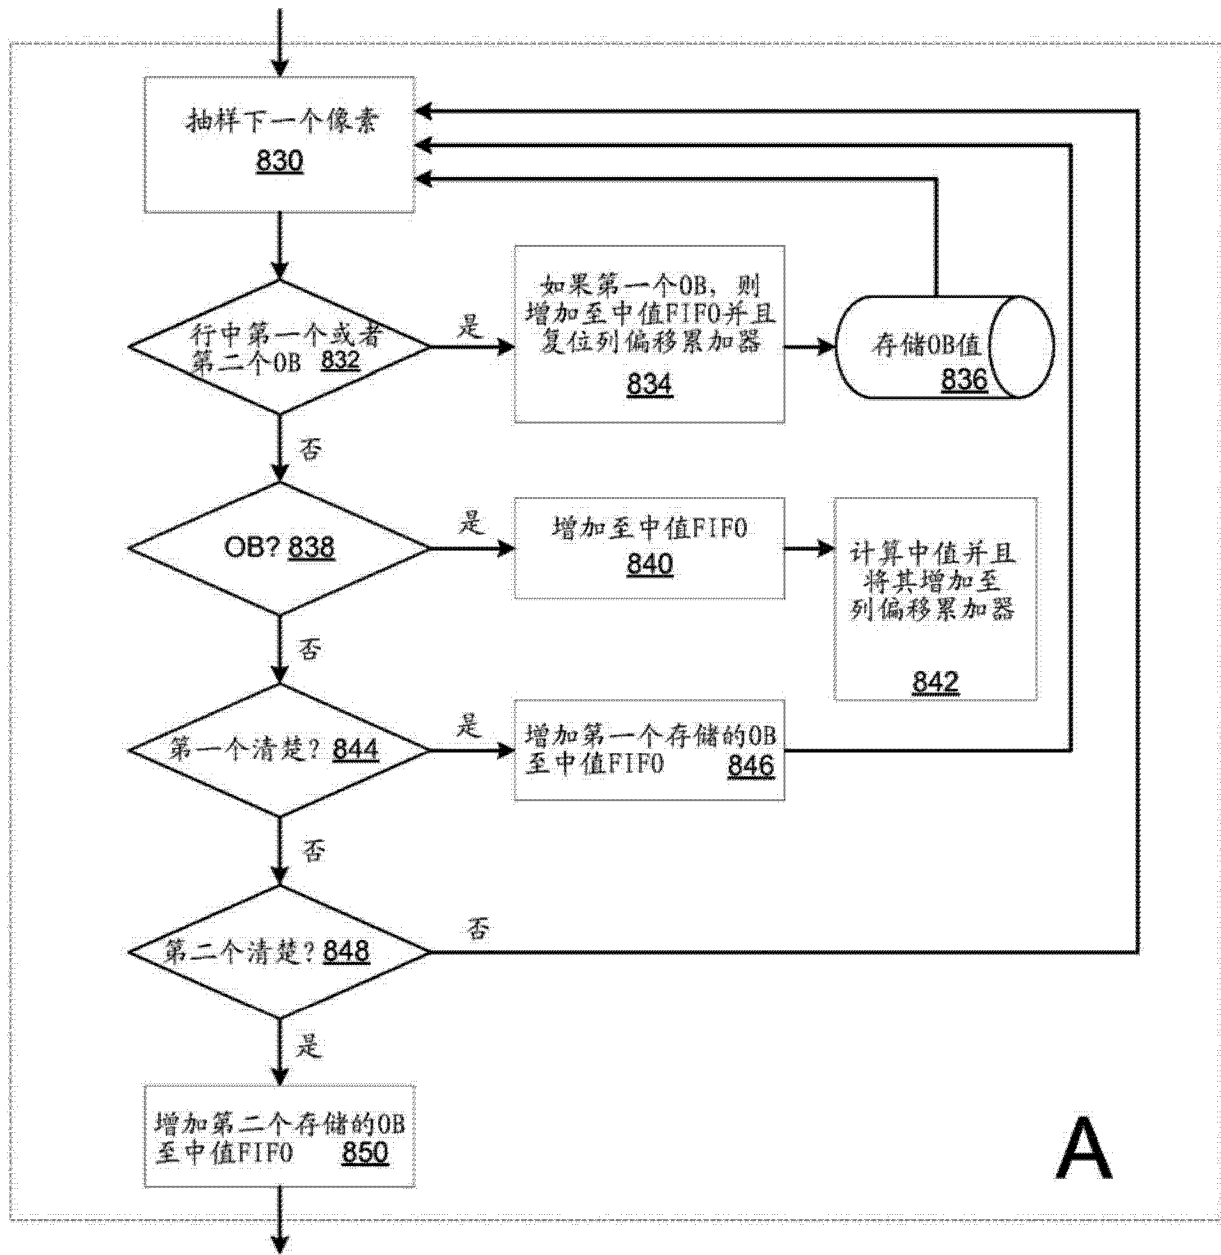 抽样下一个像素
830
行中第一个或者
第二个OB 832
是
如果第一个OB，则
增加至中值FIFO并且
复位列偏移累加器
834
存储OB值
836
否
OB? 838
是
增加至中值FIFO
840
计算中值并且
将其增加至
列偏移累加器
842
否
第一个清楚? 844
是
增加第一个存储的OB
至中值FIFO 846
否
第二个清楚? 848
否
是
增加第二个存储的OB
至中值FIFO 850
A